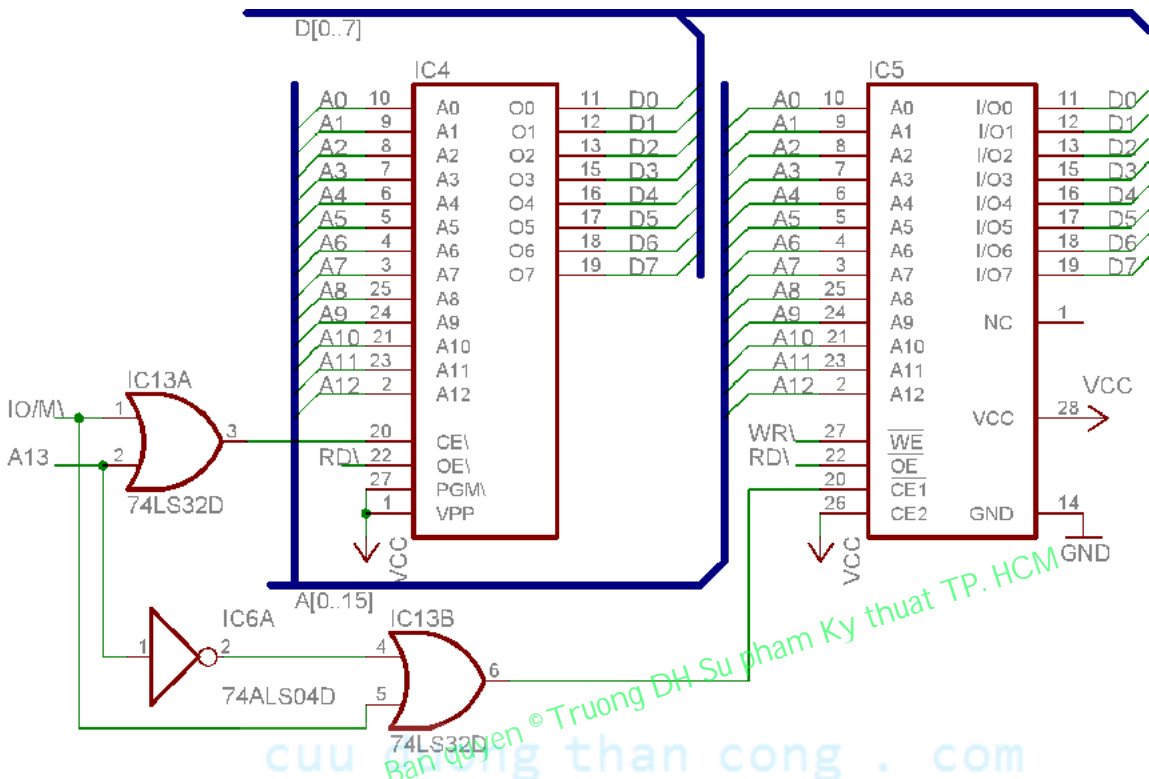 D[0..7]
IC4
IC5
A0 10 A0 O0 11 D0
A1 9 A1 O1 12 D1
A2 8 A2 O2 13 D2
A3 7 A3 O3 15 D3
A4 6 A4 O4 16 D4
A5 5 A5 O5 17 D5
A6 4 A6 O6 18 D6
A7 3 A7 O7 19 D7
A8 25 A8
A9 24 A9
A10 21 A10
A11 23 A11
A12 2 A12
20 CE\
RD\ 22 OE\
27 PGM\
1 VPP
VCC
A0 10 A0 I/O0 11 D0
A1 9 A1 I/O1 12 D1
A2 8 A2 I/O2 13 D2
A3 7 A3 I/O3 15 D3
A4 6 A4 I/O4 16 D4
A5 5 A5 I/O5 17 D5
A6 4 A6 I/O6 18 D6
A7 3 A7 I/O7 19 D7
A8 25 A8
A9 24 A9 NC 1
A10 21 A10
A11 23 A11
A12 2 A12
VCC 28 VCC
WR\ 27 WE
RD\ 22 OE
20 CE1
26 CE2 GND 14
VCC
GND
IC13A
IO/M\ 1
3
A13 2
74LS32D
A[0..15]
IC6A
1 2
74ALS04D
IC13B
4
6
5
74LS32D
Ban quyen © Truong DH Su pham Ky thuat TP. HCM
cuu duong than cong . com